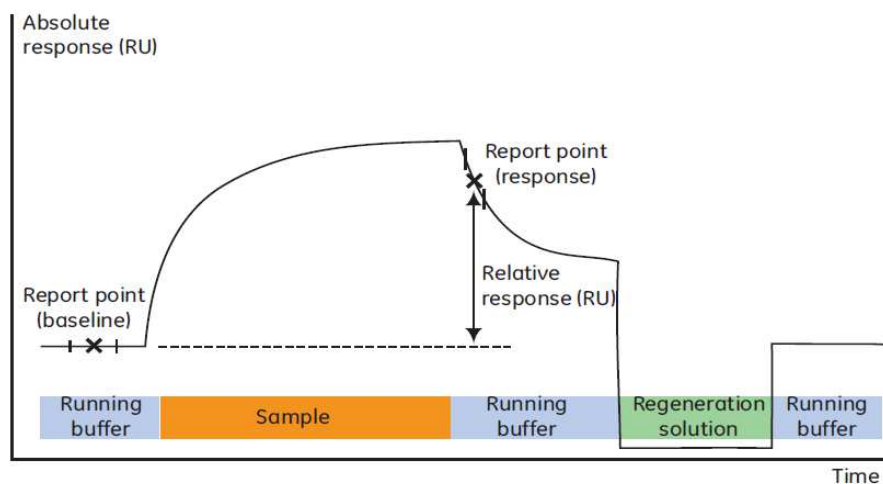 Absolute
response (RU)
Report point
(response)
Relative
response (RU)
Report point
(baseline)
Running
buffer
Sample
Running
buffer
Regeneration
solution
Running
buffer
Time